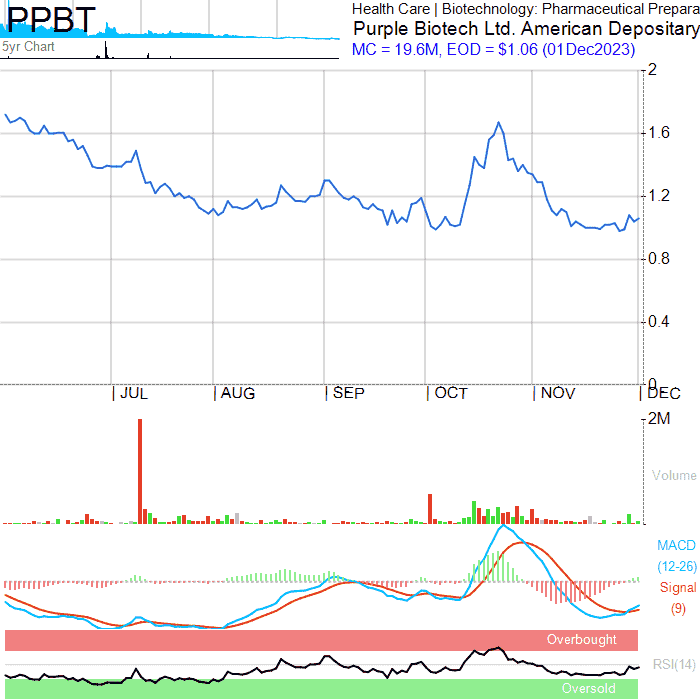 PPBT
5yr Chart
Health Care | Biotechnology: Pharmaceutical Prepara
Purple Biotech Ltd. American Depositary
MC = 19.6M, EOD = $1.06 (01Dec2023)
2
1.6
1.2
0.8
0.4
0
JUL AUG SEP OCT NOV DEC
2M
Volume
MACD
(12-26)
Signal
(9)
Overbought
RSI(14)
Oversold